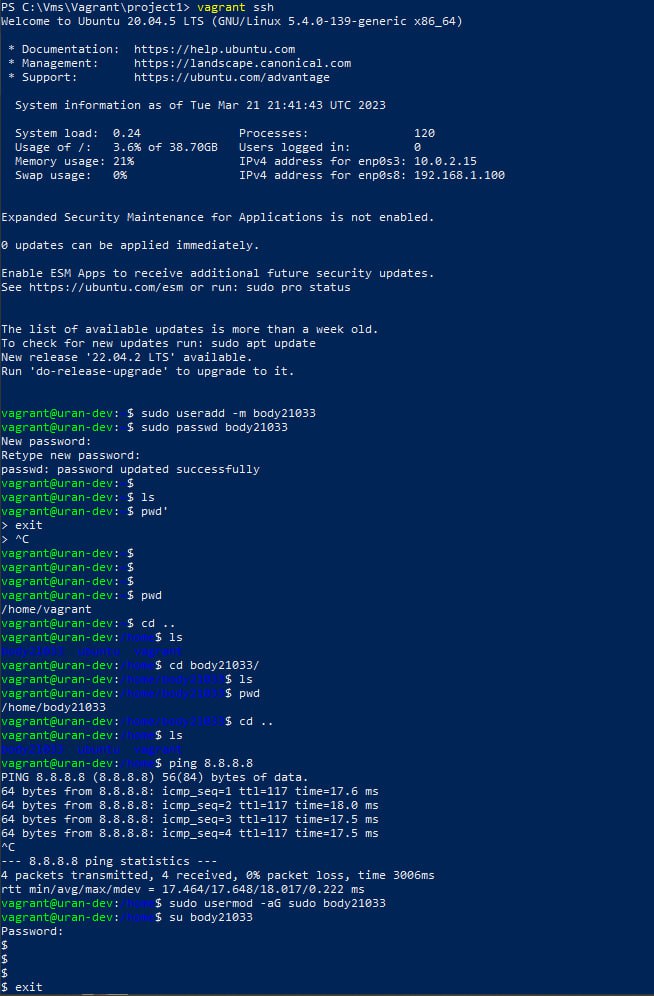 PS C:\Vms\Vagrant\project1> vagrant ssh
Welcome to Ubuntu 20.04.5 LTS (GNU/Linux 5.4.0-139-generic x86_64)
* Documentation:  https://help.ubuntu.com
* Management:     https://landscape.canonical.com
* Support:        https://ubuntu.com/advantage
System information as of Tue Mar 21 21:41:43 UTC 2023
System load:  0.24              Processes:               120
Usage of /:   3.6% of 38.70GB   Users logged in:         0
Memory usage: 21%               IPv4 address for enp0s3: 10.0.2.15
Swap usage:   0%                IPv4 address for enp0s8: 192.168.1.100
Expanded Security Maintenance for Applications is not enabled.
0 updates can be applied immediately.
Enable ESM Apps to receive additional future security updates.
See https://ubuntu.com/esm or run: sudo pro status
The list of available updates is more than a week old.
To check for new updates run: sudo apt update
New release '22.04.2 LTS' available.
Run 'do-release-upgrade' to upgrade to it.
vagrant@uran-dev:~$ sudo useradd -m body21033
vagrant@uran-dev:~$ sudo passwd body21033
New password:
Retype new password:
passwd: password updated successfully
vagrant@uran-dev:~$
vagrant@uran-dev:~$ ls
vagrant@uran-dev:~$ pwd'
> exit
> ^C
vagrant@uran-dev:~$
vagrant@uran-dev:~$
vagrant@uran-dev:~$
vagrant@uran-dev:~$ pwd
/home/vagrant
vagrant@uran-dev:~$ cd ..
vagrant@uran-dev:/home$ ls
body21033  ubuntu  vagrant
vagrant@uran-dev:/home$ cd body21033/
vagrant@uran-dev:/home/body21033$ ls
vagrant@uran-dev:/home/body21033$ pwd
/home/body21033
vagrant@uran-dev:/home/body21033$ cd ..
vagrant@uran-dev:/home$ ls
body21033  ubuntu  vagrant
vagrant@uran-dev:/home$ ping 8.8.8.8
PING 8.8.8.8 (8.8.8.8) 56(84) bytes of data.
64 bytes from 8.8.8.8: icmp_seq=1 ttl=117 time=17.6 ms
64 bytes from 8.8.8.8: icmp_seq=2 ttl=117 time=18.0 ms
64 bytes from 8.8.8.8: icmp_seq=3 ttl=117 time=17.5 ms
64 bytes from 8.8.8.8: icmp_seq=4 ttl=117 time=17.5 ms
^C
--- 8.8.8.8 ping statistics ---
4 packets transmitted, 4 received, 0% packet loss, time 3006ms
rtt min/avg/max/mdev = 17.464/17.648/18.017/0.222 ms
vagrant@uran-dev:/home$ sudo usermod -aG sudo body21033
vagrant@uran-dev:/home$ su body21033
Password:
$
$
$
$ exit